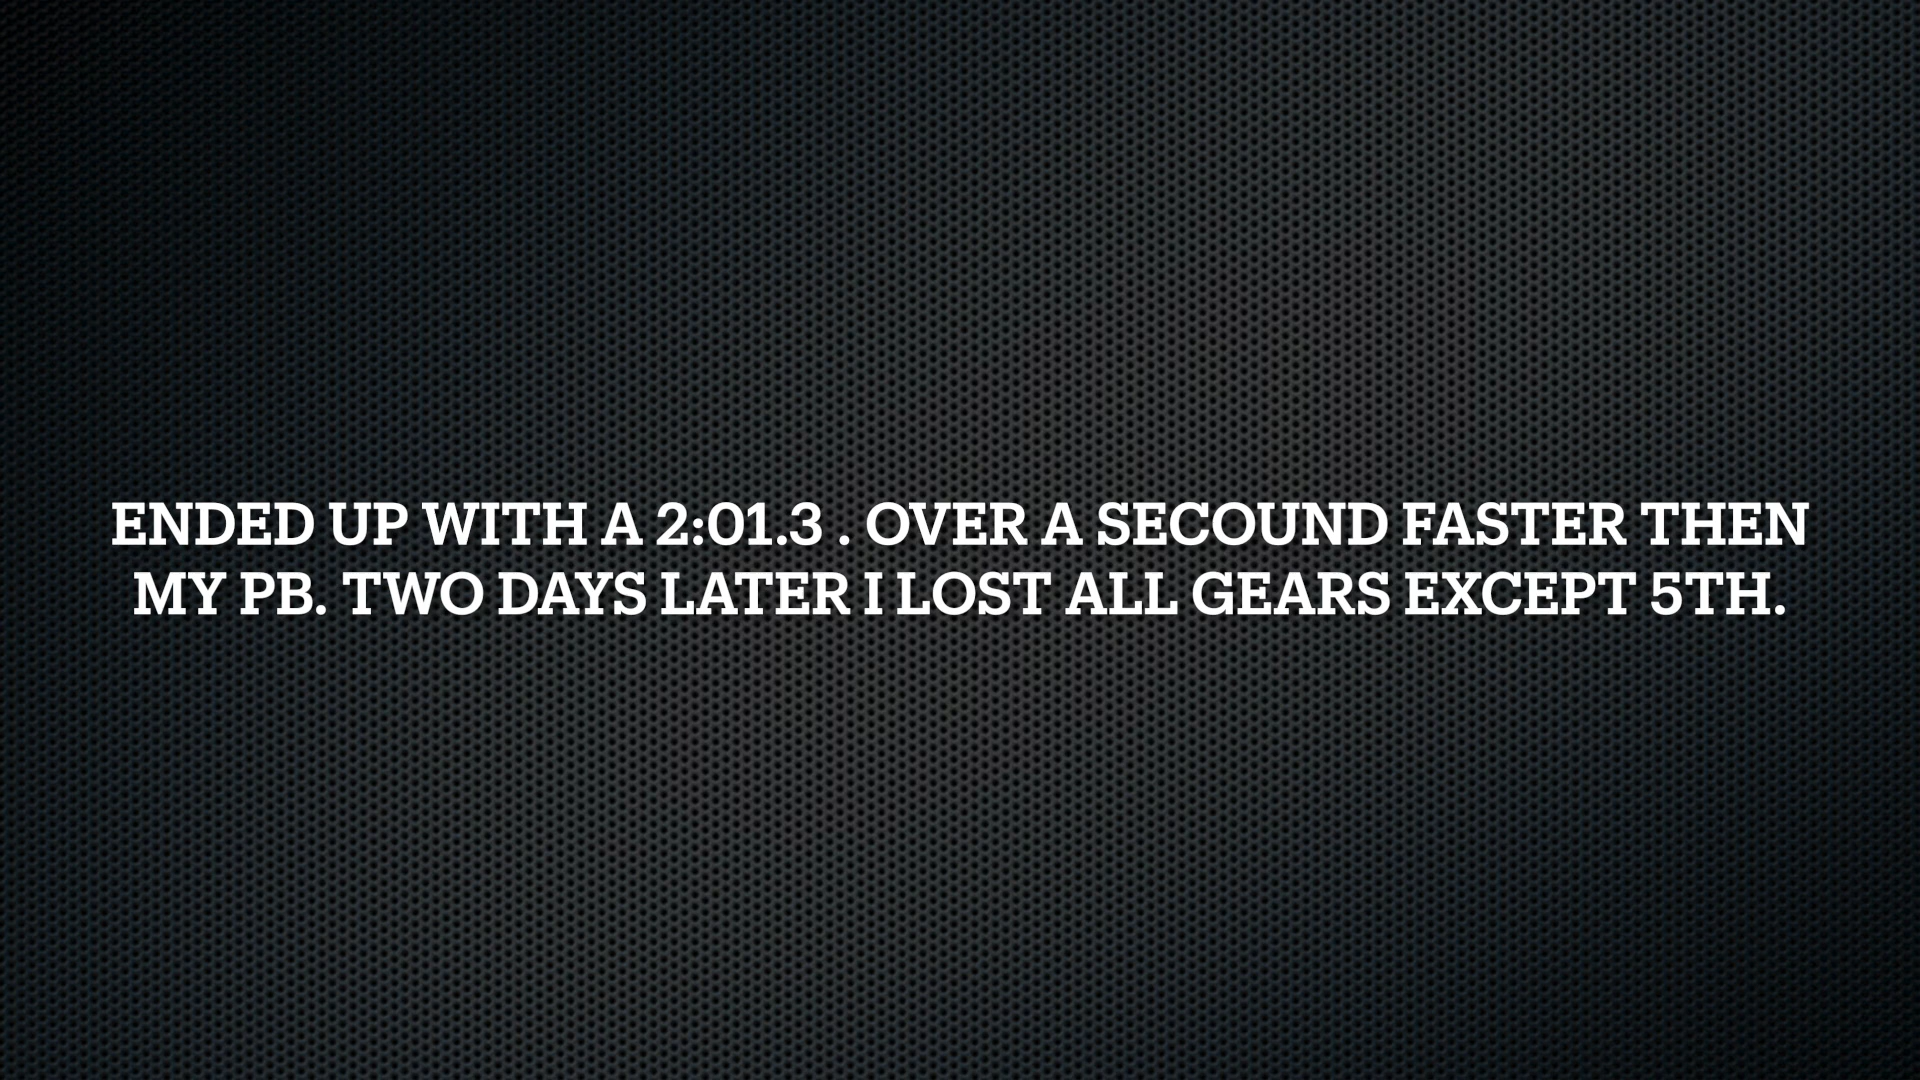 ENDED UP WITH A 2:01.3 . OVER A SECOUND FASTER THEN
MY PB. TWO DAYS LATER I LOST ALL GEARS EXCEPT 5TH.